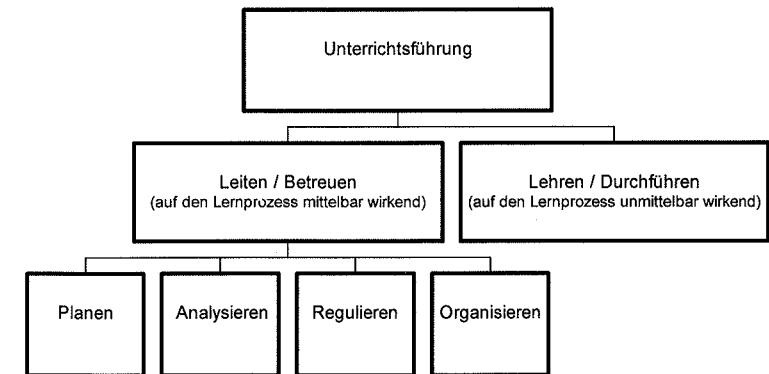 Unterrichtsführung
Leiten / Betreuen
(auf den Lernprozess mittelbar wirkend)
Lehren / Durchführen
(auf den Lernprozess unmittelbar wirkend)
Planen
Analysieren
Regulieren
Organisieren